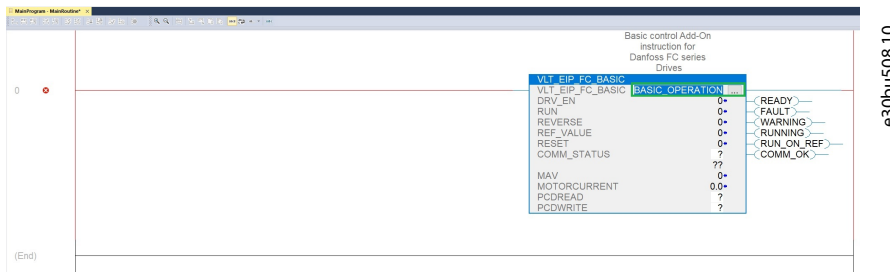 MainProgram - MainRoutine*
Basic control Add-On
instruction for
Danfoss FC series
Drives
VLT_EIP_FC_BASIC
0 VLT_EIP_FC_BASIC BASIC_OPERATION ...
DRV_EN 0 READY
RUN 0 FAULT
REVERSE 0 WARNING
REF_VALUE 0 RUNNING
RESET 0 RUN_ON_REF
COMM_STATUS ? COMM_OK
??
MAV 0
MOTORCURRENT 0.0
PCDREAD ?
PCDWRITE ?
(End)
e30bu508.10